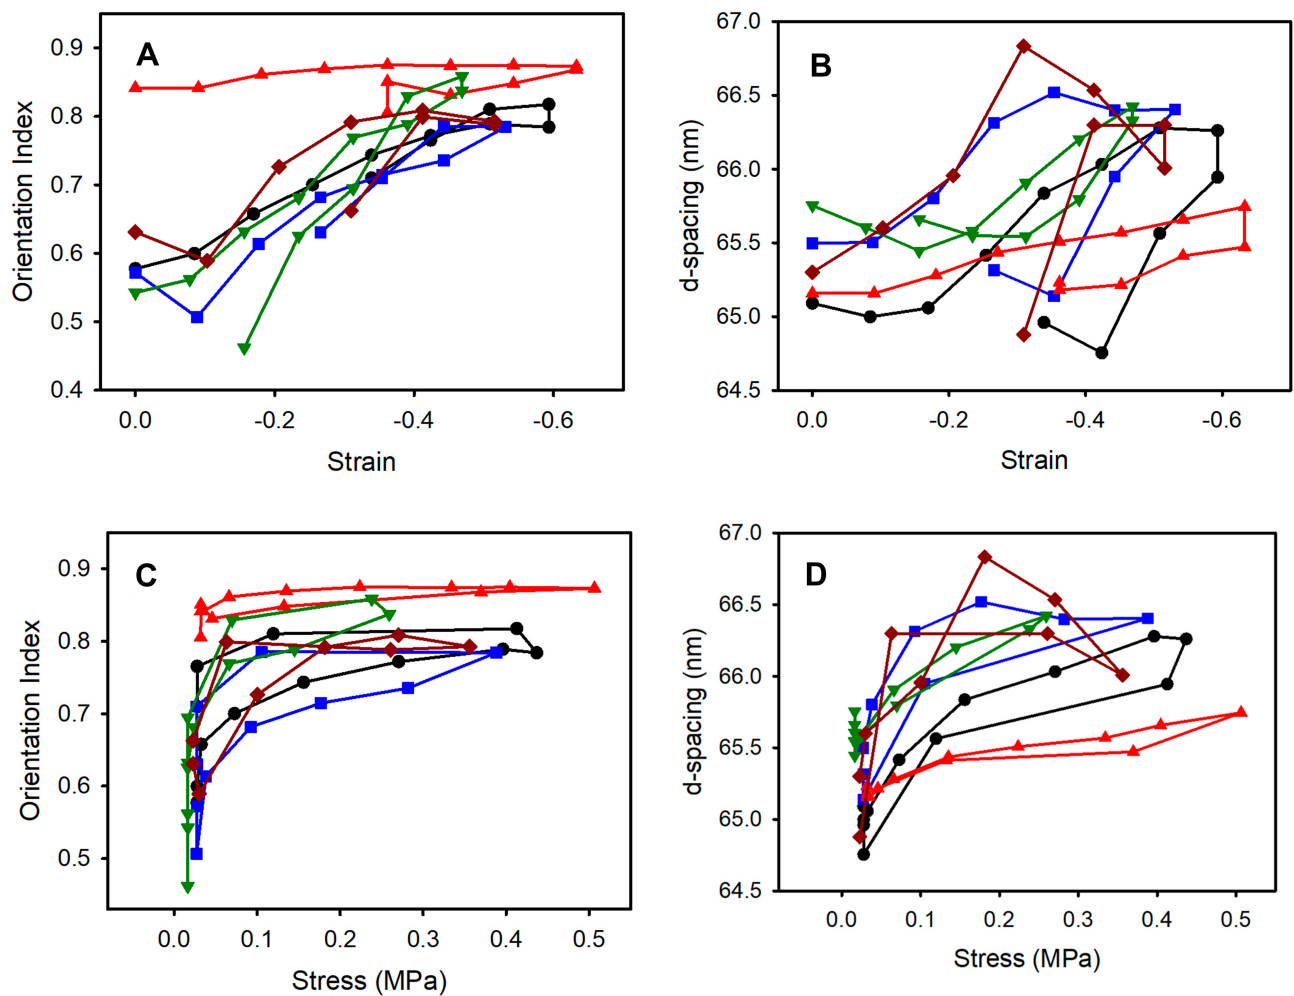 A
Orientation Index
0.9
0.8
0.7
0.6
0.5
0.4
0.0 -0.2 -0.4 -0.6
Strain
B
d-spacing (nm)
67.0
66.5
66.0
65.5
65.0
64.5
0.0 -0.2 -0.4 -0.6
Strain
C
Orientation Index
0.9
0.8
0.7
0.6
0.5
0.0 0.1 0.2 0.3 0.4 0.5
Stress (MPa)
D
d-spacing (nm)
67.0
66.5
66.0
65.5
65.0
64.5
0.0 0.1 0.2 0.3 0.4 0.5
Stress (MPa)